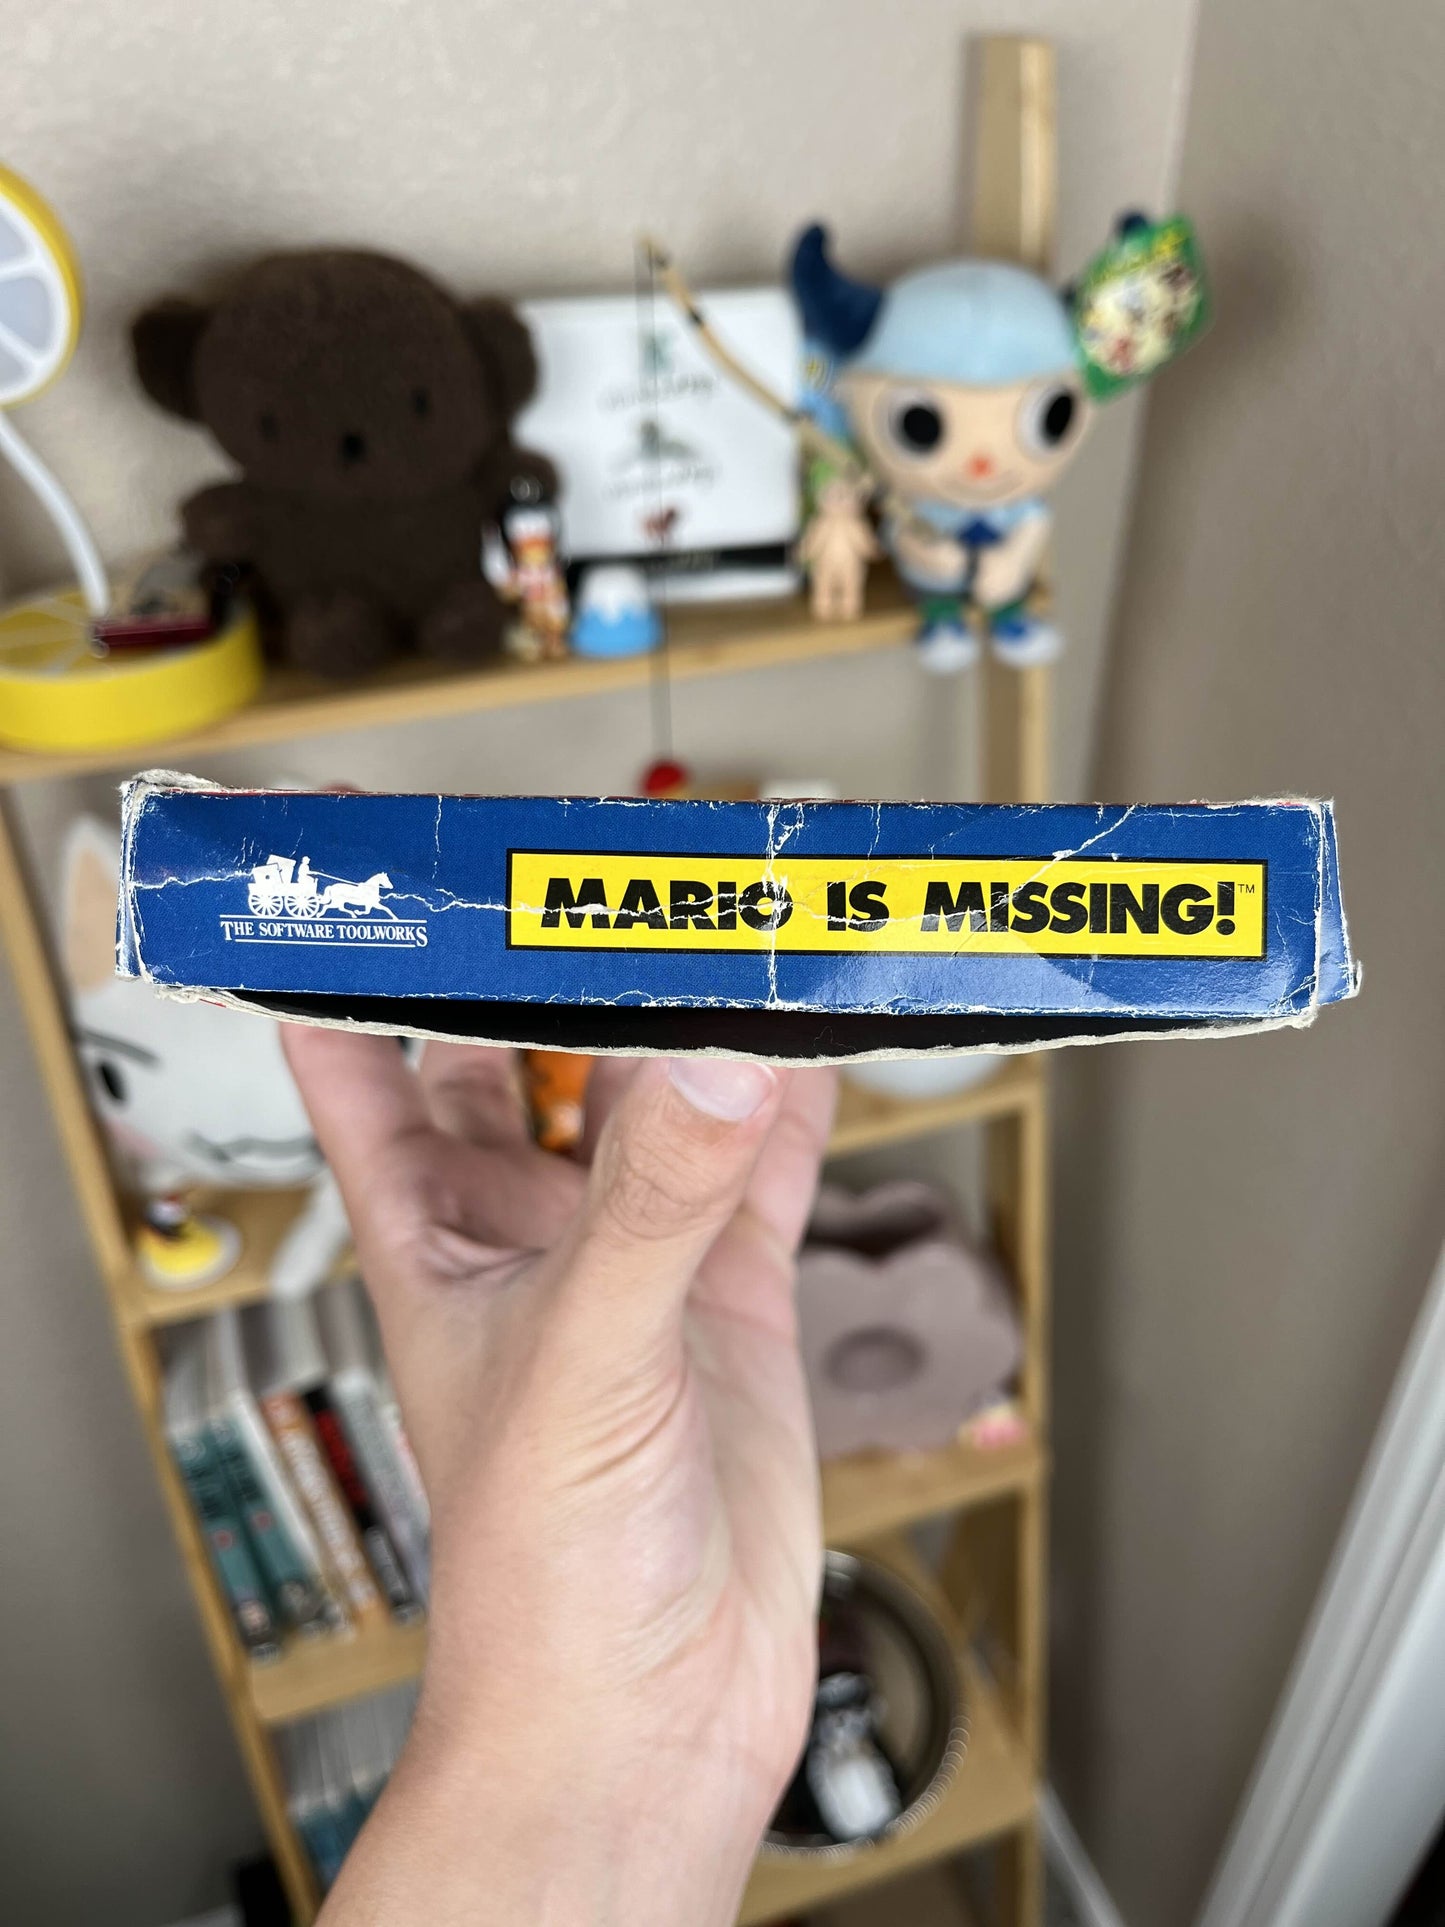 THE SOFTWARE TOOLWORKS
MARIO IS MISSING!™